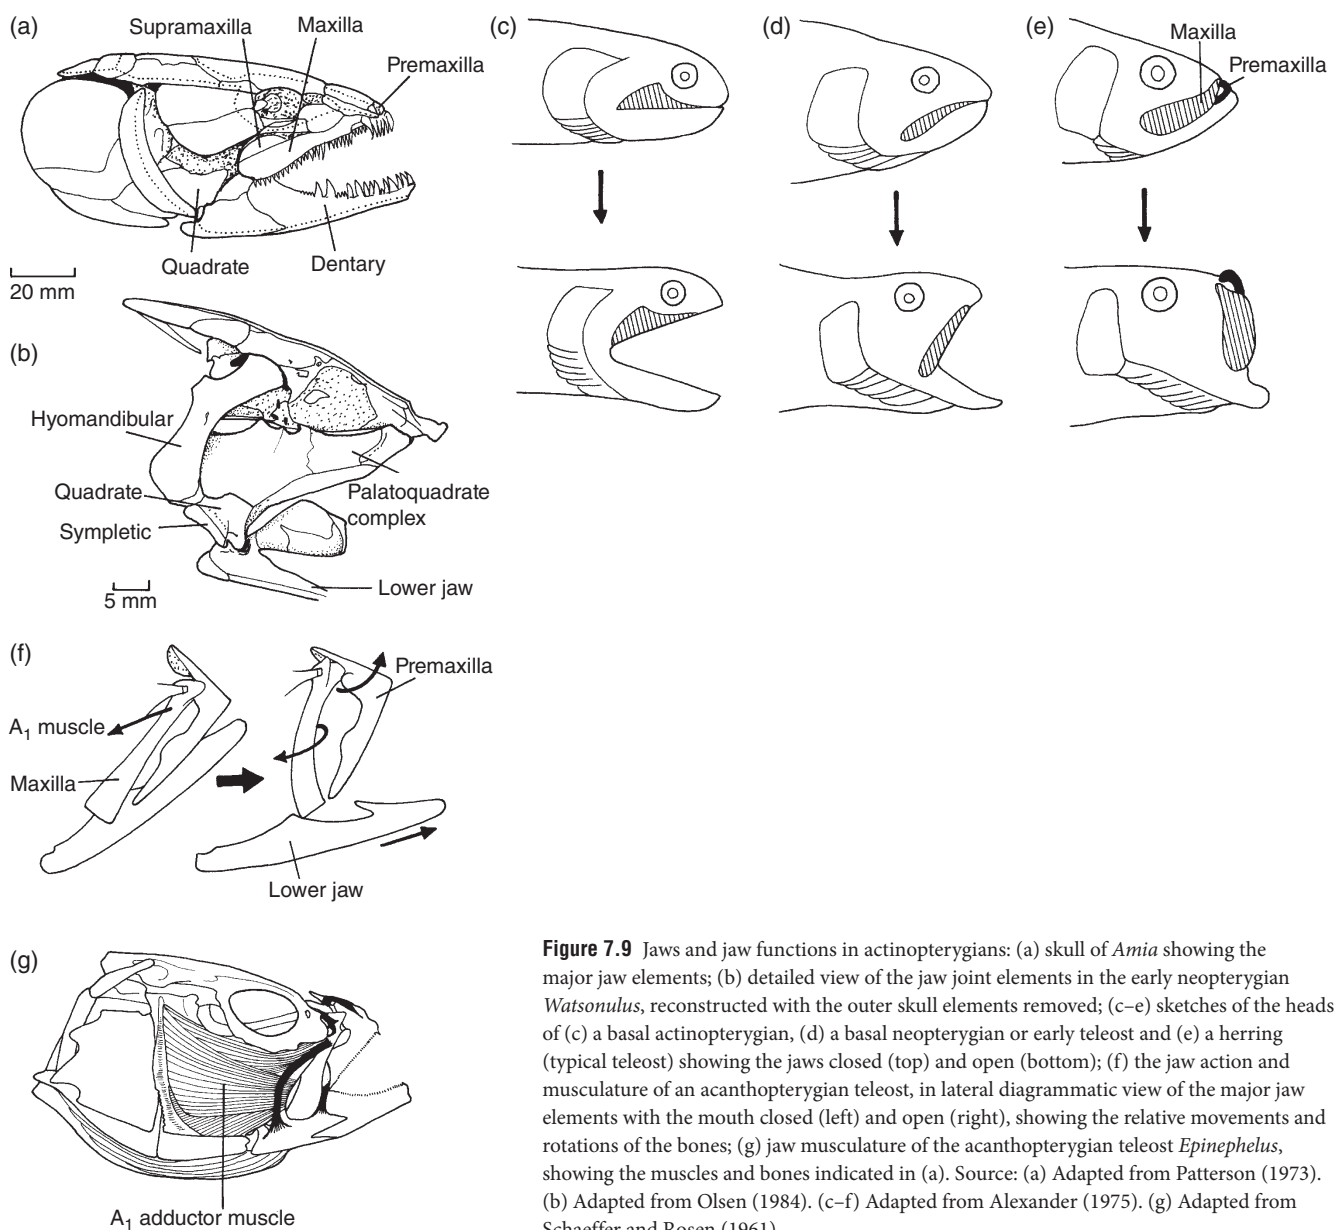 (a)
Supramaxilla
Maxilla
Premaxilla
Quadrate
Dentary
20 mm
(b)
Hyomandibular
Quadrate
Sympletic
Palatoquadrate
complex
Lower jaw
5 mm
(c)
(d)
(e)
Maxilla
Premaxilla
(f)
A₁ muscle
Maxilla
Premaxilla
Lower jaw
(g)
A₁ adductor muscle
Figure 7.9 Jaws and jaw functions in actinopterygians: (a) skull of Amia showing the
major jaw elements; (b) detailed view of the jaw joint elements in the early neopterygian
Watsonulus, reconstructed with the outer skull elements removed; (c–e) sketches of the heads
of (c) a basal actinopterygian, (d) a basal neopterygian or early teleost and (e) a herring
(typical teleost) showing the jaws closed (top) and open (bottom); (f) the jaw action and
musculature of an acanthopterygian teleost, in lateral diagrammatic view of the major jaw
elements with the mouth closed (left) and open (right), showing the relative movements and
rotations of the bones; (g) jaw musculature of the acanthopterygian teleost Epinephelus,
showing the muscles and bones indicated in (a). Source: (a) Adapted from Patterson (1973).
(b) Adapted from Olsen (1984). (c–f) Adapted from Alexander (1975). (g) Adapted from
Schaeffer and Rosen (1961).